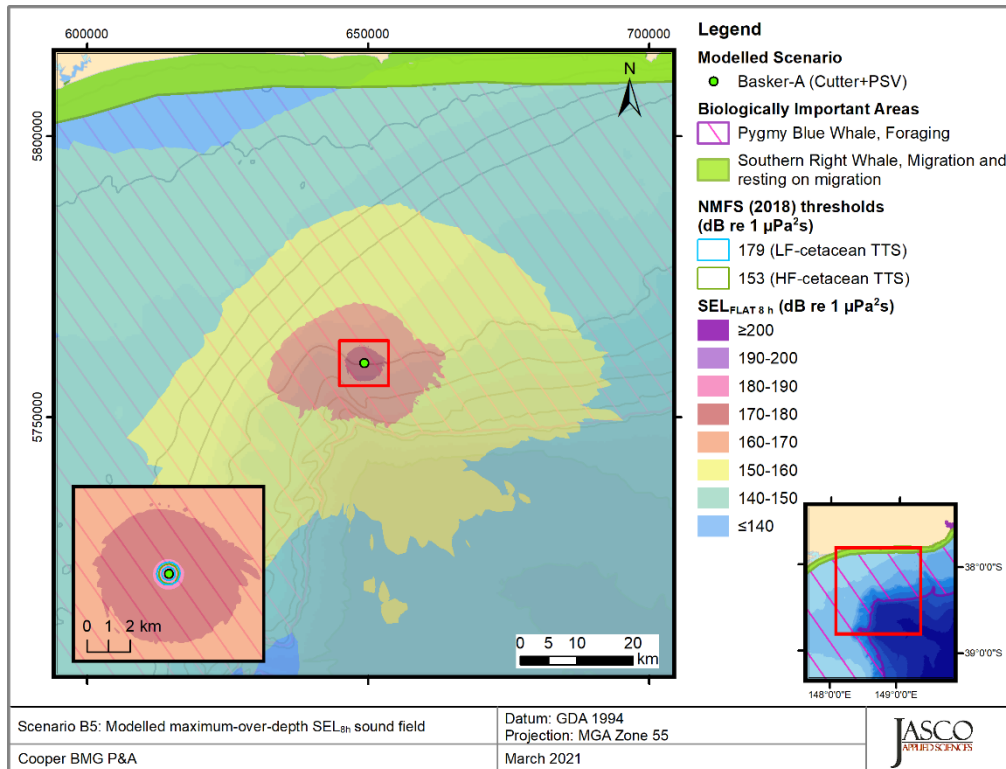 600000 650000 700000
N
5800000
5750000
0 1 2 km
0 5 10 20
km
Legend
Modelled Scenario
Basker-A (Cutter+PSV)
Biologically Important Areas
Pygmy Blue Whale, Foraging
Southern Right Whale, Migration and
resting on migration
NMFS (2018) thresholds
(dB re 1 µPa²s)
179 (LF-cetacean TTS)
153 (HF-cetacean TTS)
SEL_FLAT 8 h (dB re 1 µPa²s)
≥200
190-200
180-190
170-180
160-170
150-160
140-150
≤140
38°0'0"S
39°0'0"S
148°0'0"E 149°0'0"E
Scenario B5: Modelled maximum-over-depth SEL8h sound field
Datum: GDA 1994
Projection: MGA Zone 55
Cooper BMG P&A
March 2021
JASCO
APPLIED SCIENCES